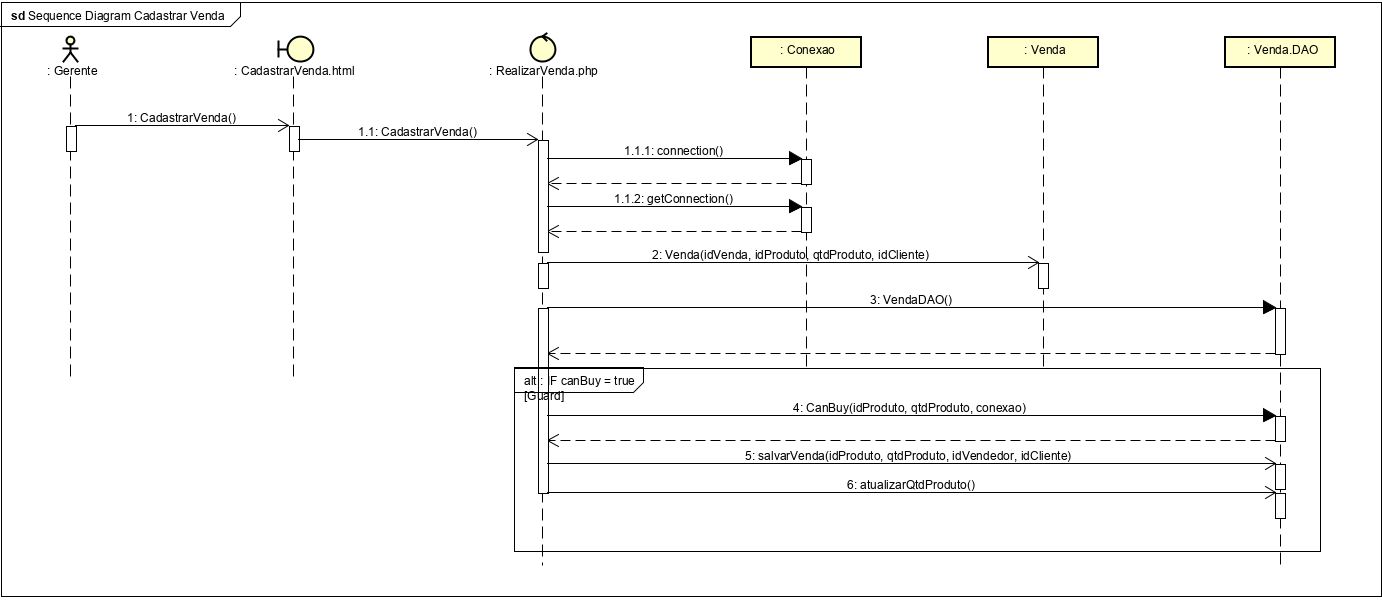 sd Sequence Diagram Cadastrar Venda
: Gerente
: CadastrarVenda.html
: RealizarVenda.php
: Conexao
: Venda
: Venda.DAO
1: CadastrarVenda()
1.1: CadastrarVenda()
1.1.1: connection()
1.1.2: getConnection()
2: Venda(idVenda, idProduto, qtdProduto, idCliente)
3: VendaDAO()
alt : IF canBuy = true
[Guard]
4: CanBuy(idProduto, qtdProduto, conexao)
5: salvarVenda(idProduto, qtdProduto, idVendedor, idCliente)
6: atualizarQtdProduto()